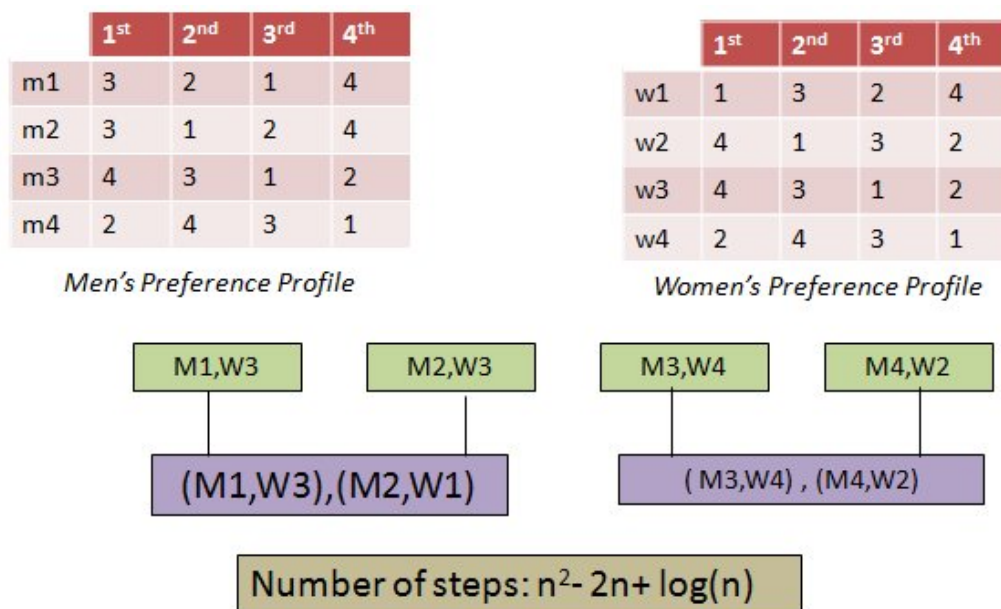 1st 2nd 3rd 4th
m1 3 2 1 4
m2 3 1 2 4
m3 4 3 1 2
m4 2 4 3 1
Men's Preference Profile
1st 2nd 3rd 4th
w1 1 3 2 4
w2 4 1 3 2
w3 4 3 1 2
w4 2 4 3 1
Women's Preference Profile
M1,W3
M2,W3
M3,W4
M4,W2
(M1,W3),(M2,W1)
( M3,W4) , (M4,W2)
Number of steps: n²- 2n+ log(n)